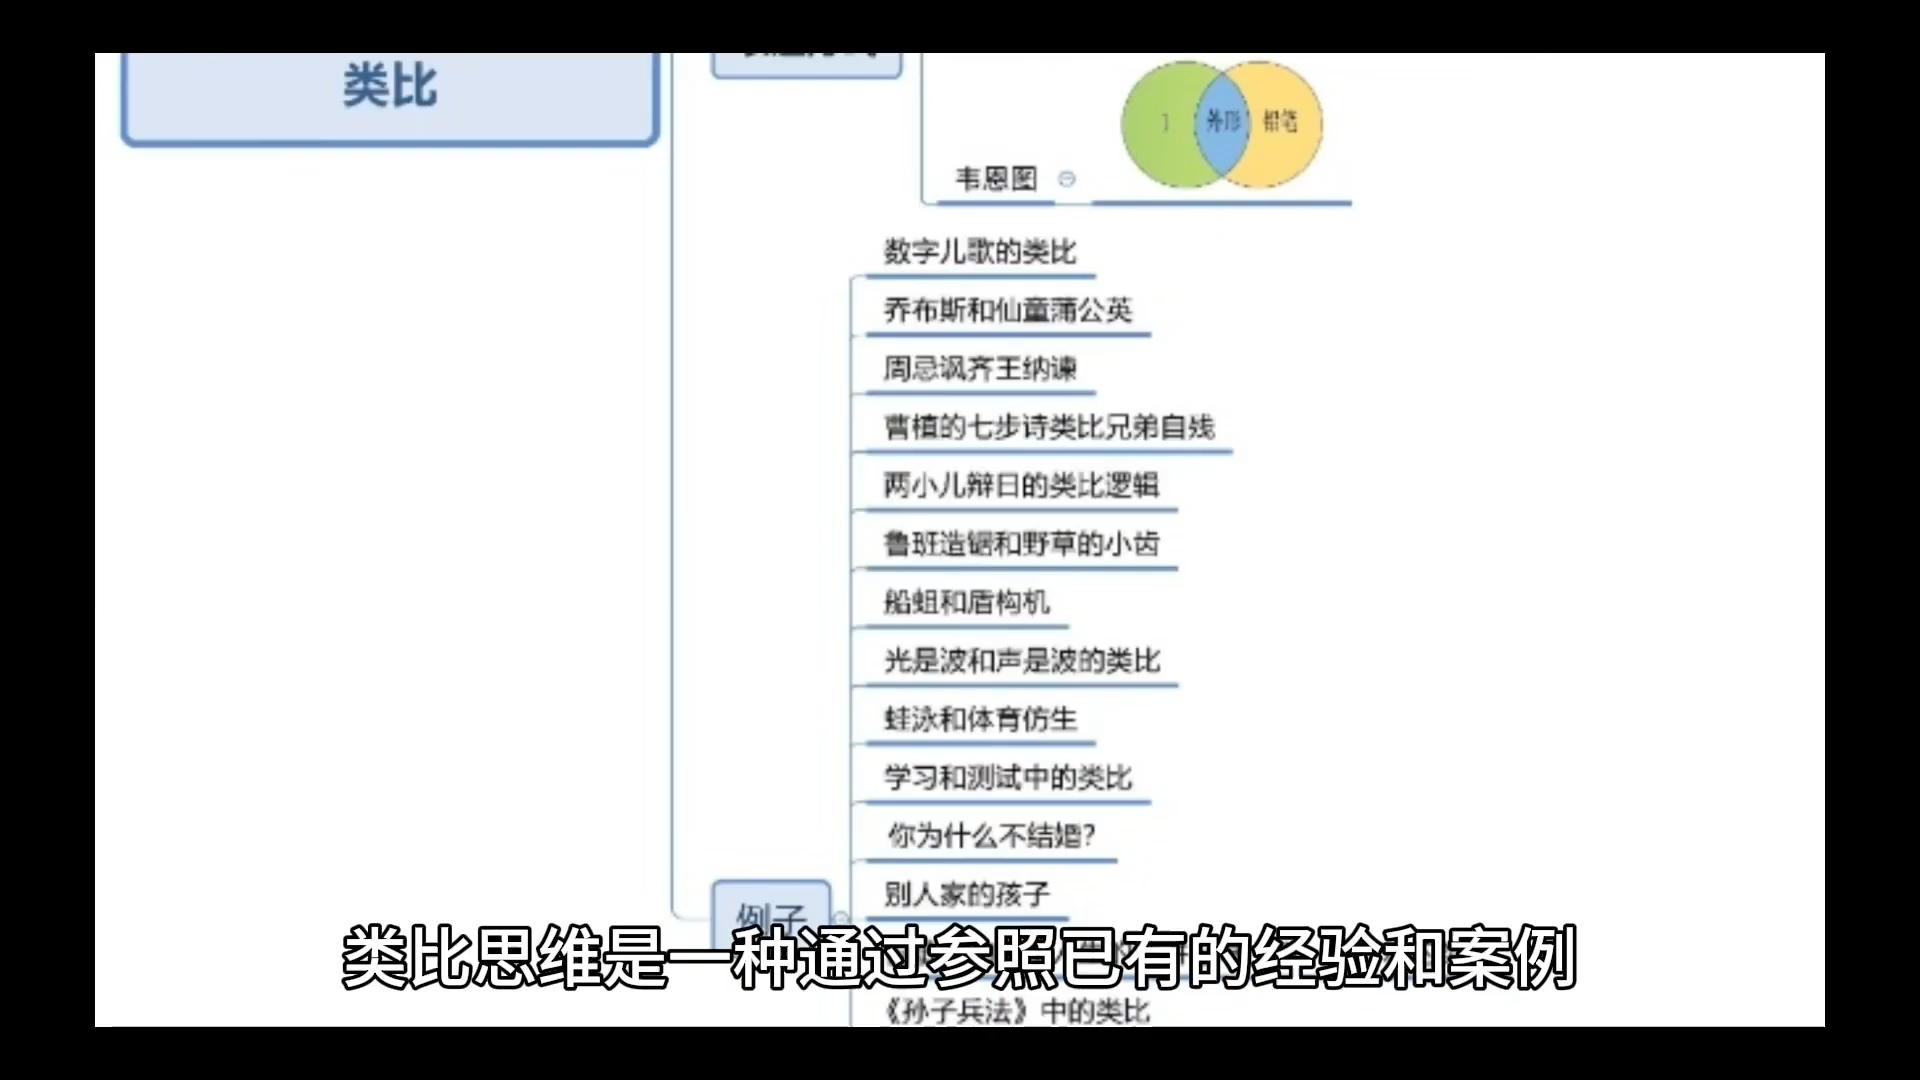 类比
1
外形
铅笔
韦恩图
数字儿歌的类比
乔布斯和仙童蒲公英
周忌讽齐王纳谏
曹植的七步诗类比兄弟自残
两小儿辩日的类比逻辑
鲁班造锯和野草的小齿
船蛆和盾构机
光是波和声是波的类比
蛙泳和体育仿生
学习和测试中的类比
你为什么不结婚?
别人家的孩子
例子
类比思维是一种通过参照已有的经验和案例
《孙子兵法》中的类比